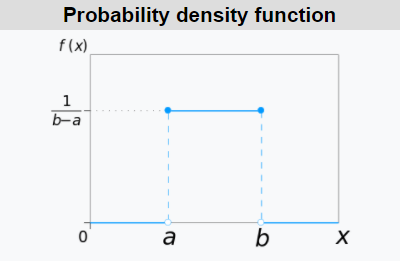 Probability density function
f(x)
1
b−a
0 a b x